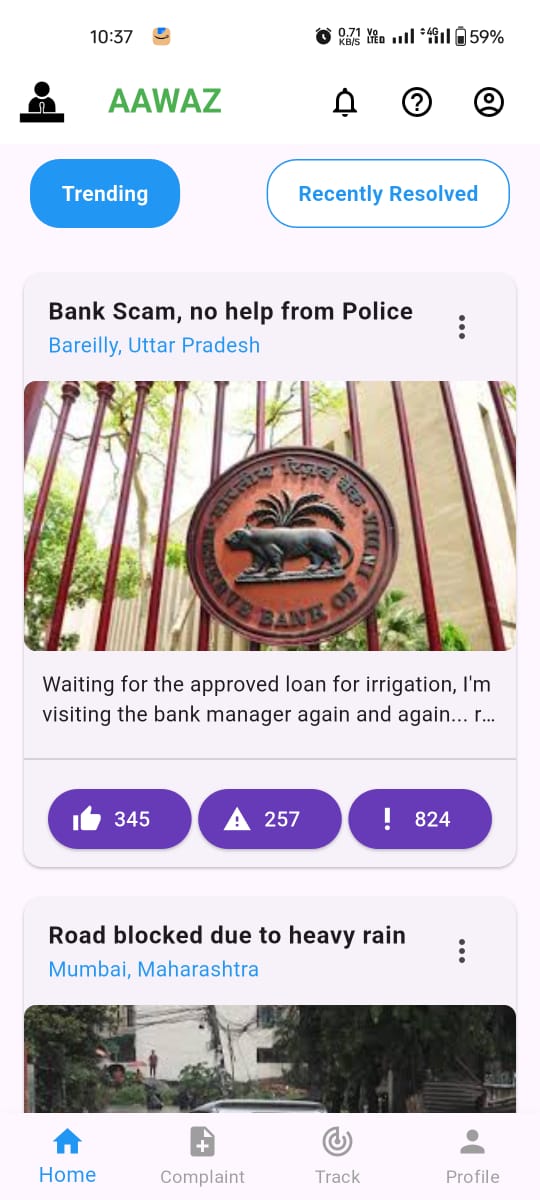 10:37
0.71 KB/S Vo LTED 4G 59%
AAWAZ
Trending
Recently Resolved
Bank Scam, no help from Police
Bareilly, Uttar Pradesh
भारतीय रिज़र्व बैंक
RESERVE BANK OF INDIA
Waiting for the approved loan for irrigation, I'm
visiting the bank manager again and again... r...
345
257
824
Road blocked due to heavy rain
Mumbai, Maharashtra
Home
Complaint
Track
Profile